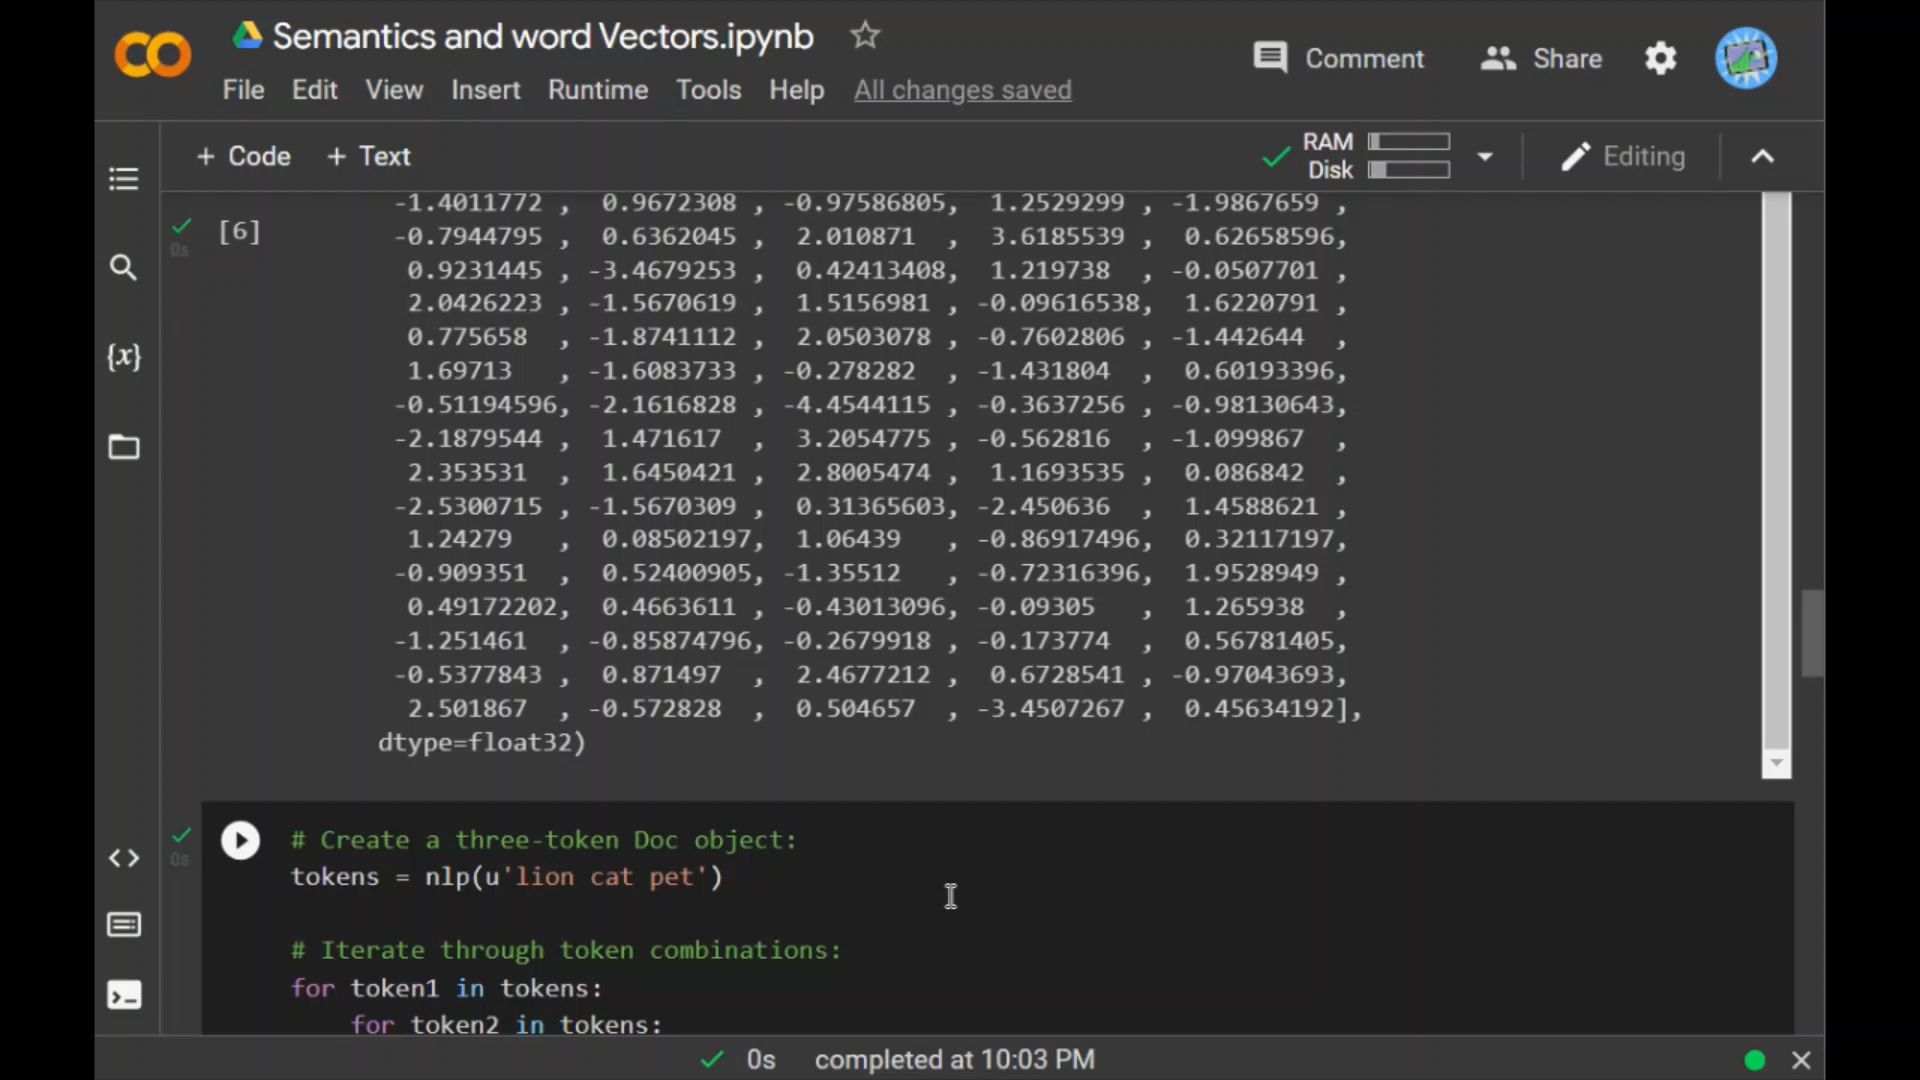 Semantics and word Vectors.ipynb
Comment
Share
File Edit View Insert Runtime Tools Help All changes saved
+ Code + Text
RAM
Disk
Editing
[6]
0s
-1.4011772 , 0.9672308 , -0.97586805, 1.2529299 , -1.9867659 ,
-0.7944795 , 0.6362045 , 2.010871 , 3.6185539 , 0.62658596,
0.9231445 , -3.4679253 , 0.42413408, 1.219738 , -0.0507701 ,
2.0426223 , -1.5670619 , 1.5156981 , -0.09616538, 1.6220791 ,
0.775658 , -1.8741112 , 2.0503078 , -0.7602806 , -1.442644 ,
1.69713 , -1.6083733 , -0.278282 , -1.431804 , 0.60193396,
-0.51194596, -2.1616828 , -4.4544115 , -0.3637256 , -0.98130643,
-2.1879544 , 1.471617 , 3.2054775 , -0.562816 , -1.099867 ,
2.353531 , 1.6450421 , 2.8005474 , 1.1693535 , 0.086842 ,
-2.5300715 , -1.5670309 , 0.31365603, -2.450636 , 1.4588621 ,
1.24279 , 0.08502197, 1.06439 , -0.86917496, 0.32117197,
-0.909351 , 0.52400905, -1.35512 , -0.72316396, 1.9528949 ,
0.49172202, 0.4663611 , -0.43013096, -0.09305 , 1.265938 ,
-1.251461 , -0.85874796, -0.2679918 , -0.173774 , 0.56781405,
-0.5377843 , 0.871497 , 2.4677212 , 0.6728541 , -0.97043693,
2.501867 , -0.572828 , 0.504657 , -3.4507267 , 0.45634192],
dtype=float32)
0s
# Create a three-token Doc object:
tokens = nlp(u'lion cat pet')
# Iterate through token combinations:
for token1 in tokens:
for token2 in tokens:
0s completed at 10:03 PM